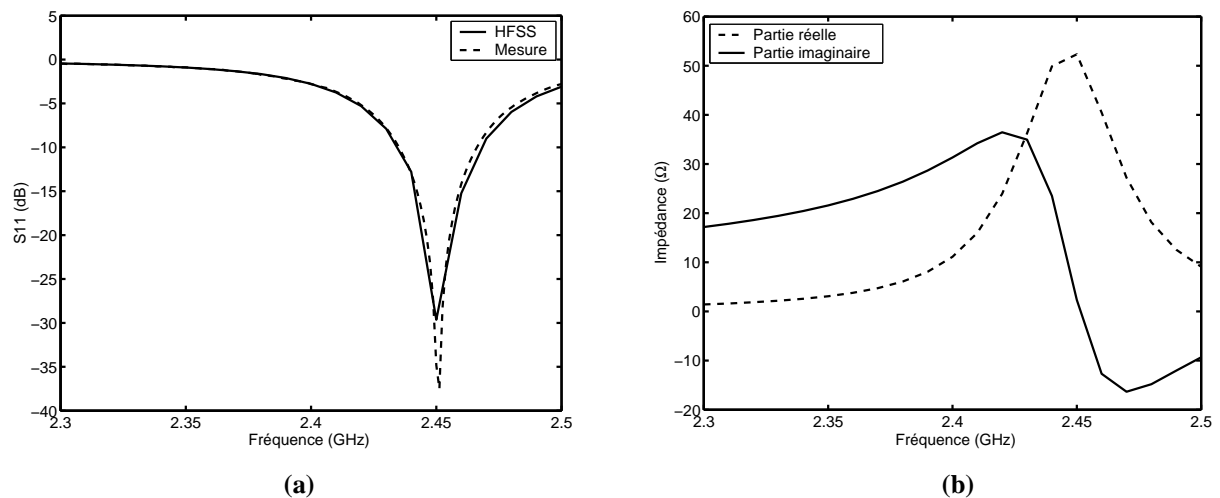 5
0
−5
−10
−15
−20
−25
−30
−35
−40
S11 (dB)
HFSS
Mesure
2.3
2.35
2.4
2.45
2.5
Fréquence (GHz)
(a)
60
50
40
30
20
10
0
−10
−20
Impédance (Ω)
Partie réelle
Partie imaginaire
2.3
2.35
2.4
2.45
2.5
Fréquence (GHz)
(b)